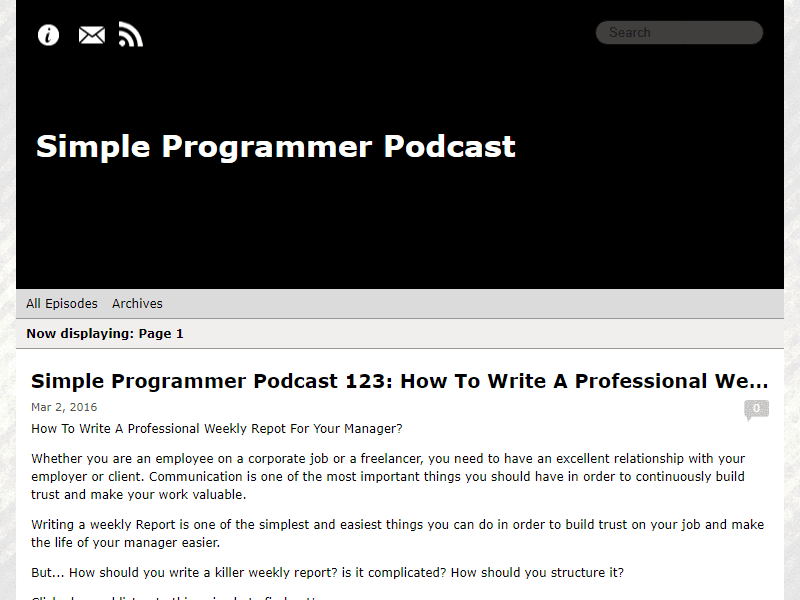 Search
Simple Programmer Podcast
All Episodes Archives
Now displaying: Page 1
Simple Programmer Podcast 123: How To Write A Professional We...
Mar 2, 2016
0
How To Write A Professional Weekly Repot For Your Manager?
Whether you are an employee on a corporate job or a freelancer, you need to have an excellent relationship with your
employer or client. Communication is one of the most important things you should have in order to continuously build
trust and make your work valuable.
Writing a weekly Report is one of the simplest and easiest things you can do in order to build trust on your job and make
the life of your manager easier.
But... How should you write a killer weekly report? is it complicated? How should you structure it?